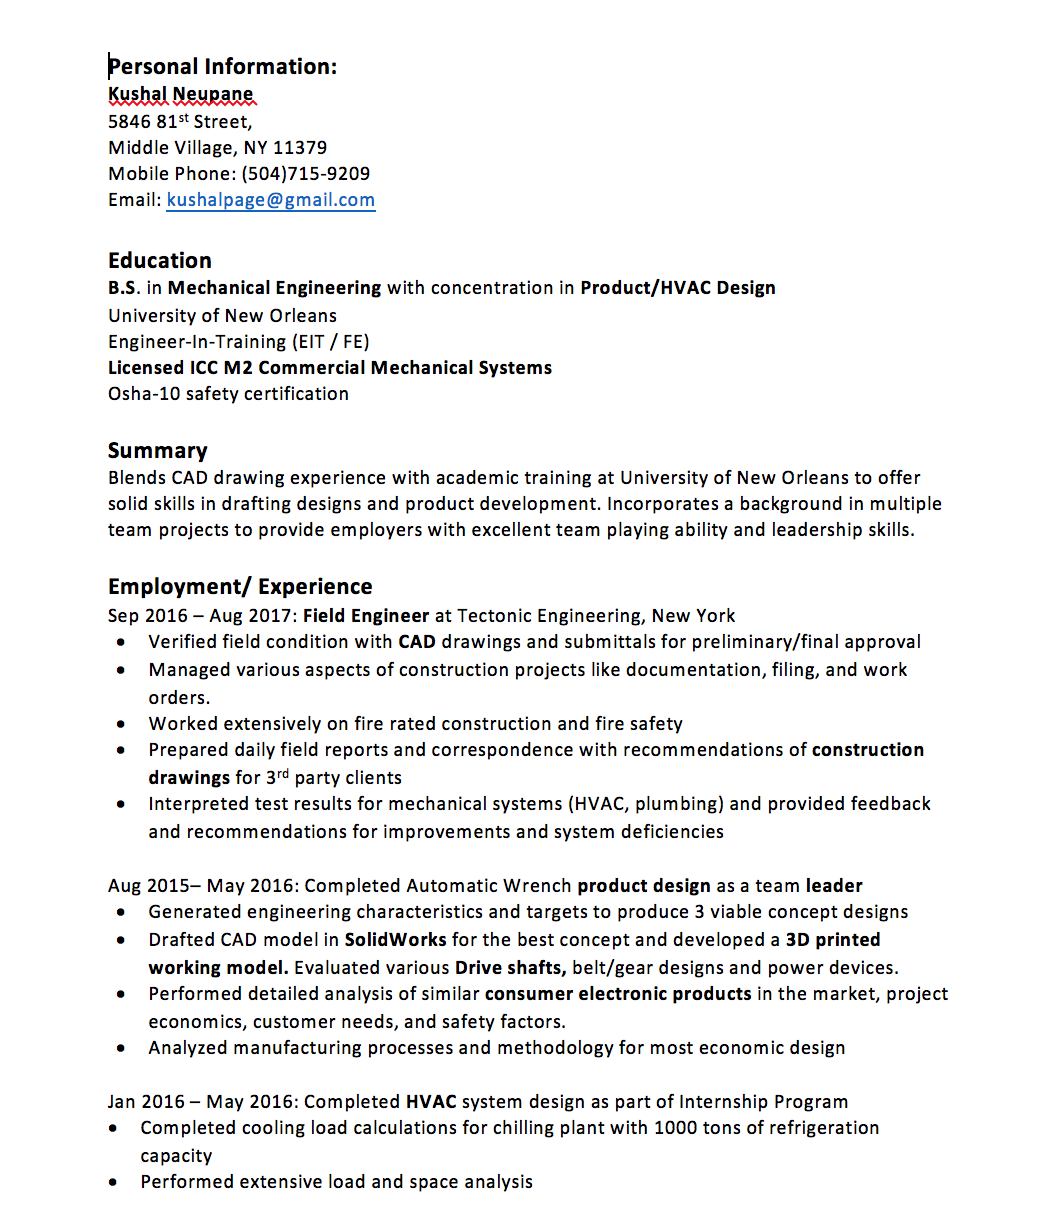 Personal Information:
Kushal Neupane
5846 81st Street,
Middle Village, NY 11379
Mobile Phone: (504)715-9209
Email: kushalpage@gmail.com
Education
B.S. in Mechanical Engineering with concentration in Product/HVAC Design
University of New Orleans
Engineer-In-Training (EIT / FE)
Licensed ICC M2 Commercial Mechanical Systems
Osha-10 safety certification
Summary
Blends CAD drawing experience with academic training at University of New Orleans to offer
solid skills in drafting designs and product development. Incorporates a background in multiple
team projects to provide employers with excellent team playing ability and leadership skills.
Employment/ Experience
Sep 2016 – Aug 2017: Field Engineer at Tectonic Engineering, New York
• Verified field condition with CAD drawings and submittals for preliminary/final approval
• Managed various aspects of construction projects like documentation, filing, and work
orders.
• Worked extensively on fire rated construction and fire safety
• Prepared daily field reports and correspondence with recommendations of construction
drawings for 3rd party clients
• Interpreted test results for mechanical systems (HVAC, plumbing) and provided feedback
and recommendations for improvements and system deficiencies
Aug 2015– May 2016: Completed Automatic Wrench product design as a team leader
• Generated engineering characteristics and targets to produce 3 viable concept designs
• Drafted CAD model in SolidWorks for the best concept and developed a 3D printed
working model. Evaluated various Drive shafts, belt/gear designs and power devices.
• Performed detailed analysis of similar consumer electronic products in the market, project
economics, customer needs, and safety factors.
• Analyzed manufacturing processes and methodology for most economic design
Jan 2016 – May 2016: Completed HVAC system design as part of Internship Program
• Completed cooling load calculations for chilling plant with 1000 tons of refrigeration
capacity
• Performed extensive load and space analysis